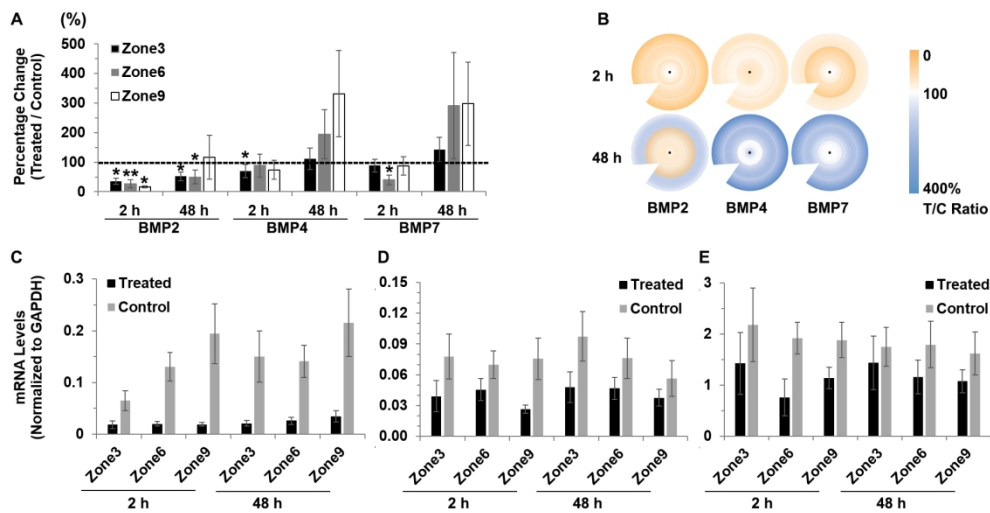 A
(%)
Percentage Change
(Treated / Control)
500
400
300
200
100
0
Zone3
Zone6
Zone9
*
**
*
*
*
*
*
2 h
48 h
2 h
48 h
2 h
48 h
BMP2
BMP4
BMP7
B
2 h
48 h
BMP2
BMP4
BMP7
0
100
400%
T/C Ratio
C
mRNA Levels
(Normalized to GAPDH)
0.3
0.2
0.1
0
Treated
Control
Zone3
Zone6
Zone9
Zone3
Zone6
Zone9
2 h
48 h
D
0.15
0.12
0.09
0.06
0.03
0.00
Treated
Control
Zone3
Zone6
Zone9
Zone3
Zone6
Zone9
2 h
48 h
E
3
2
1
0
Treated
Control
Zone3
Zone6
Zone9
Zone3
Zone6
Zone9
2 h
48 h